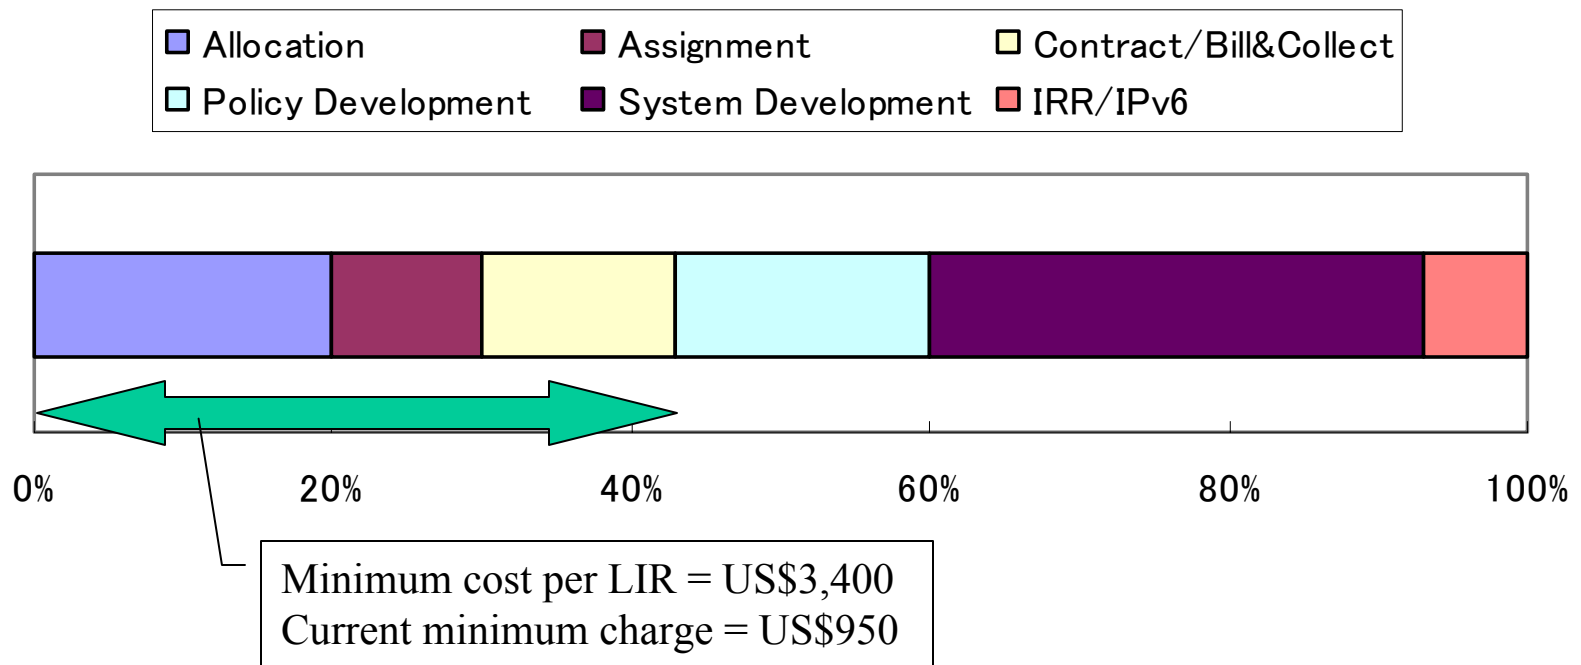 Allocation Assignment Contract/Bill&Collect
Policy Development System Development IRR/IPv6
0% 20% 40% 60% 80% 100%
Minimum cost per LIR = US$3,400
Current minimum charge = US$950